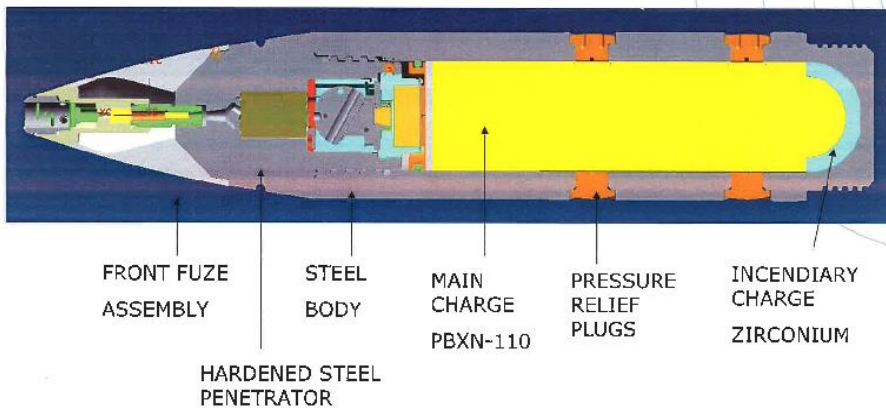 FRONT FUZE
ASSEMBLY
HARDENED STEEL
PENETRATOR
STEEL
BODY
MAIN
CHARGE
PBXN-110
PRESSURE
RELIEF
PLUGS
INCENDIARY
CHARGE
ZIRCONIUM